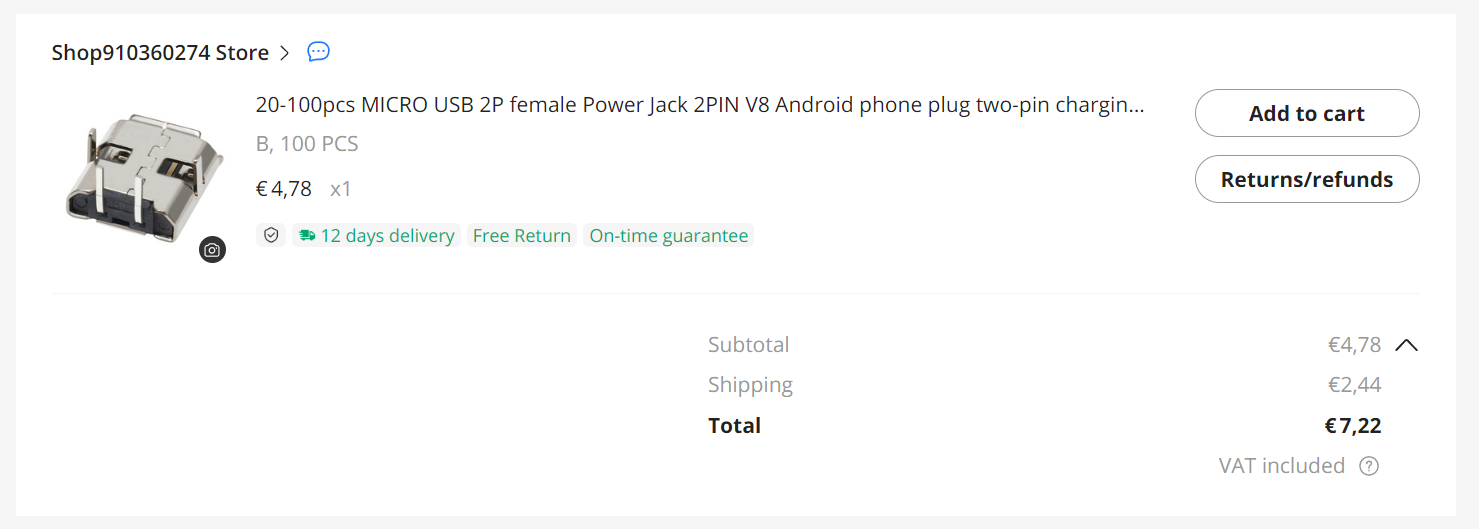 Shop910360274 Store >
20-100pcs MICRO USB 2P female Power Jack 2PIN V8 Android phone plug two-pin chargin...
Add to cart
B, 100 PCS
Returns/refunds
€4,78 x1
12 days delivery Free Return On-time guarantee
Subtotal €4,78
Shipping €2,44
Total €7,22
VAT included ?